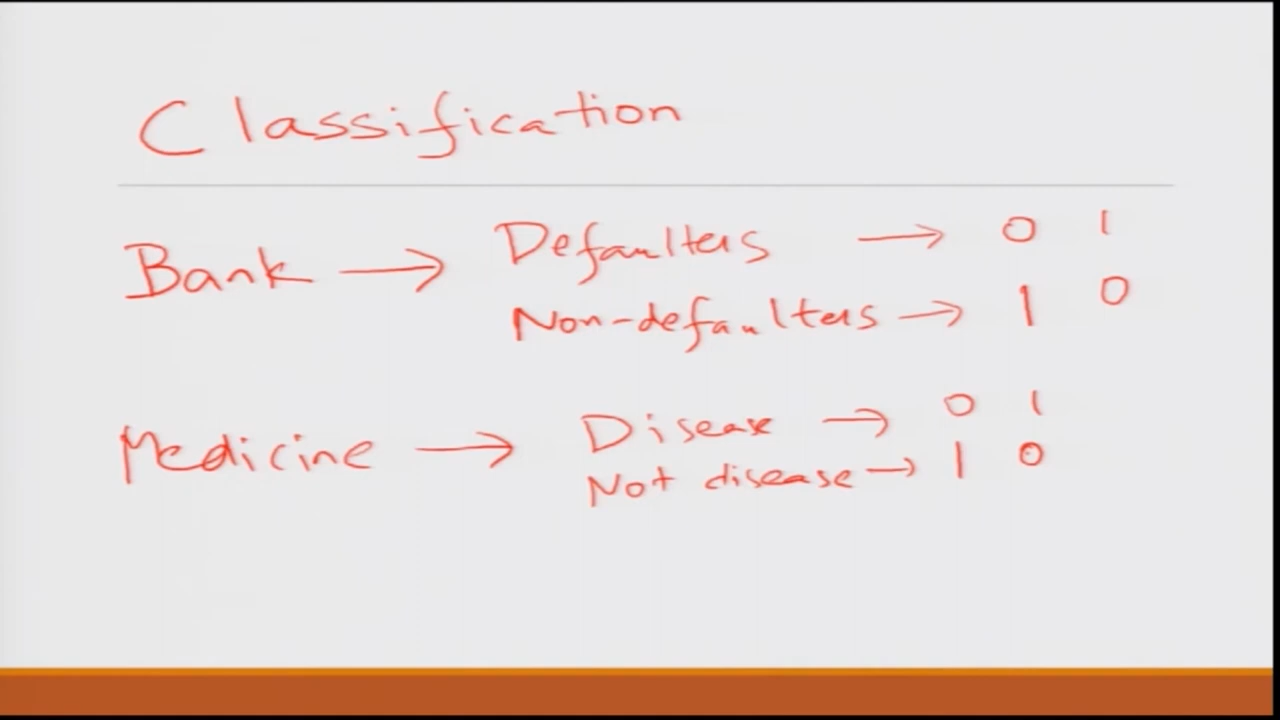 Classification
Bank → Defaulters → 0 1
Non-defaulters → 1 0
Medicine → Disease → 0 1
Not disease → 1 0